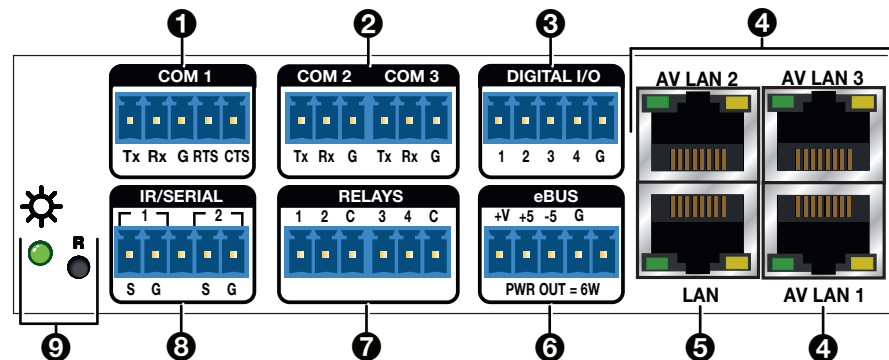 1 2 3 4
COM 1 COM 2 COM 3 DIGITAL I/O AV LAN 2 AV LAN 3
Tx Rx G RTS CTS Tx Rx G Tx Rx G 1 2 3 4 G
IR/SERIAL RELAYS eBUS
1 2 1 2 C 3 4 C +V +5 -5 G
R
S G S G PWR OUT = 6W LAN AV LAN 1
9 8 7 6 5 4